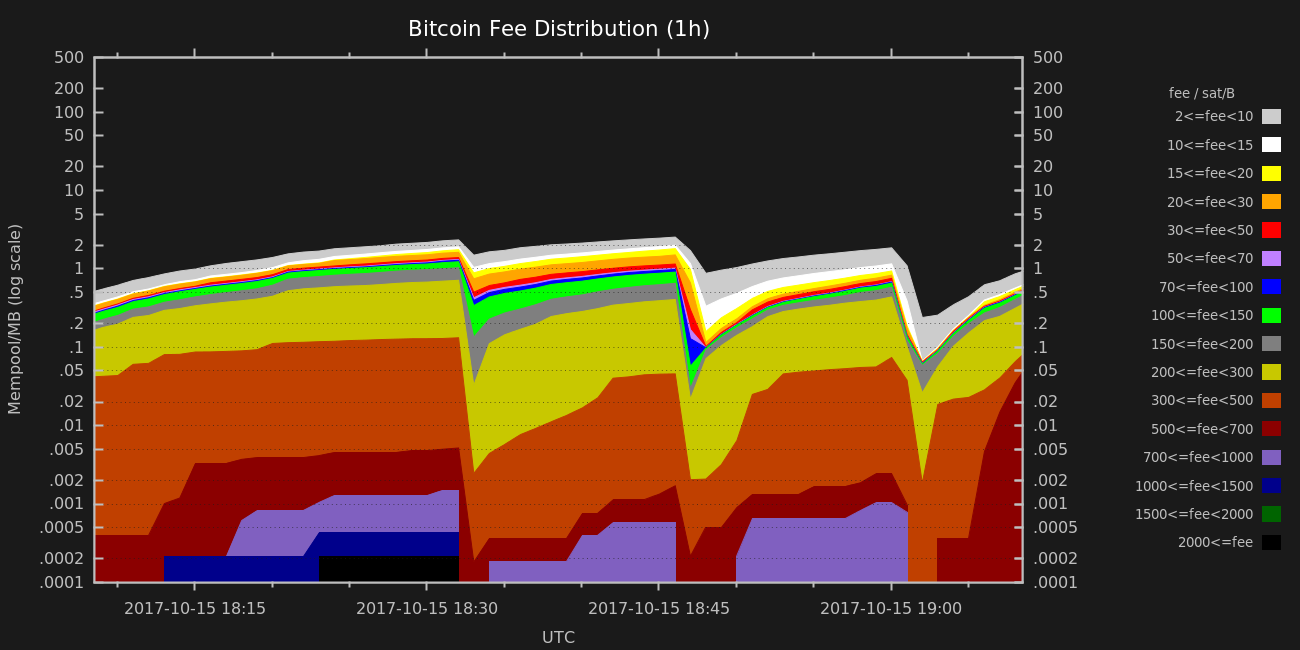 Bitcoin Fee Distribution (1h)
Mempool/MB (log scale)
500
200
100
50
20
10
5
2
1
.5
.2
.1
.05
.02
.01
.005
.002
.001
.0005
.0002
.0001
500
200
100
50
20
10
5
2
1
.5
.2
.1
.05
.02
.01
.005
.002
.001
.0005
.0002
.0001
2017-10-15 18:15
2017-10-15 18:30
2017-10-15 18:45
2017-10-15 19:00
UTC
fee / sat/B
2<=fee<10
10<=fee<15
15<=fee<20
20<=fee<30
30<=fee<50
50<=fee<70
70<=fee<100
100<=fee<150
150<=fee<200
200<=fee<300
300<=fee<500
500<=fee<700
700<=fee<1000
1000<=fee<1500
1500<=fee<2000
2000<=fee